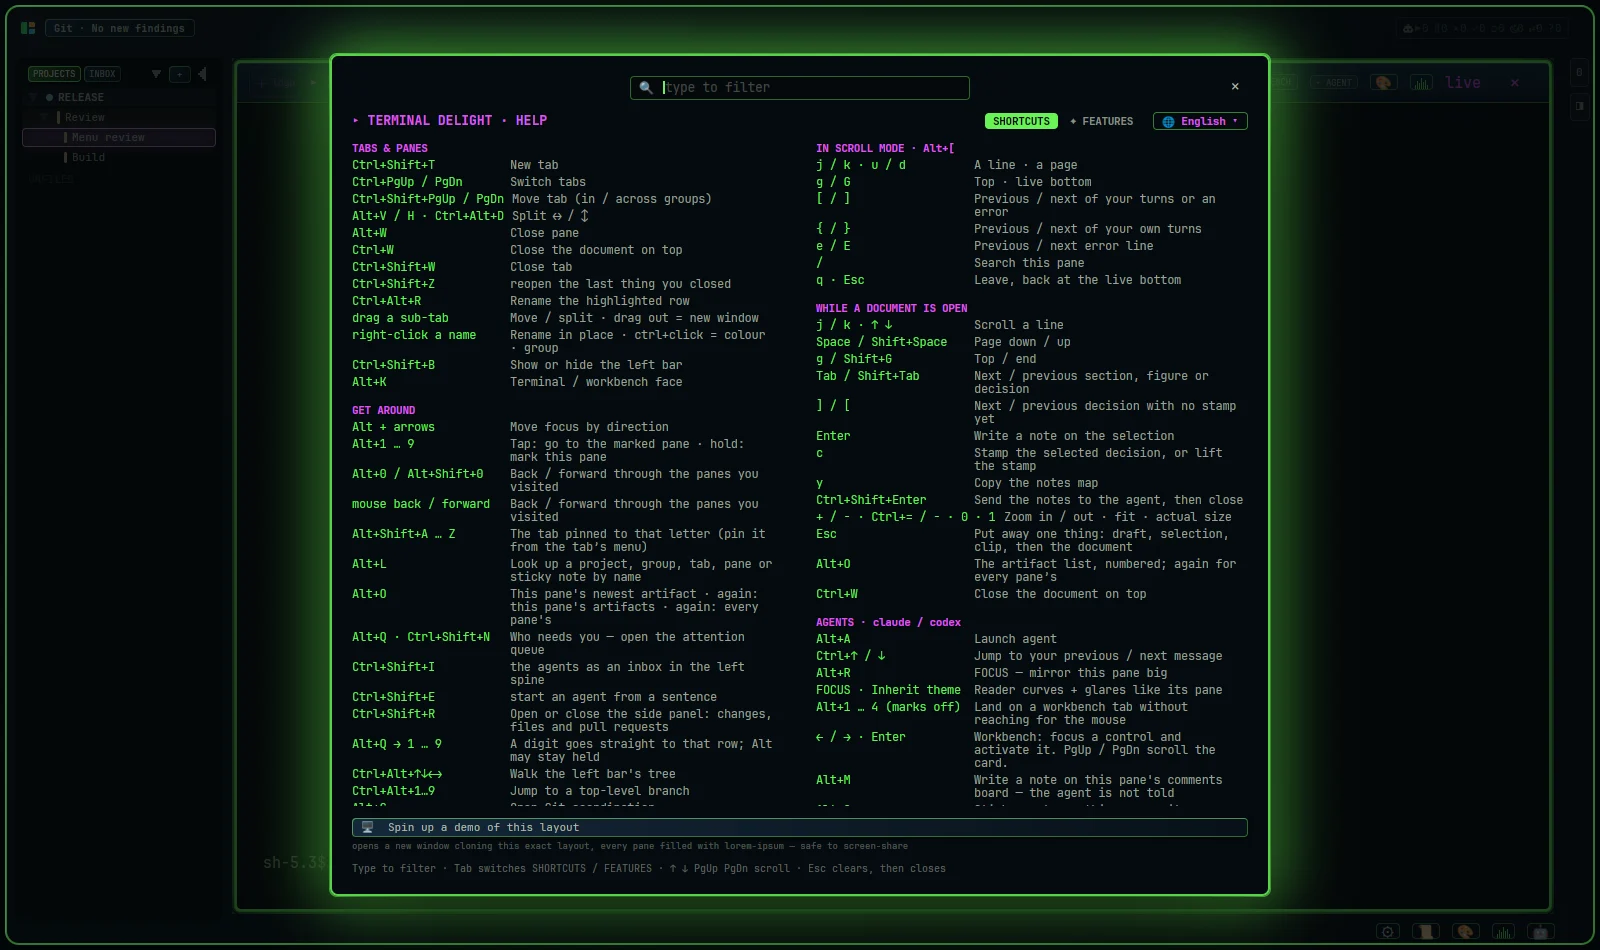 Git · No new findings
PROJECTS INBOX
RELEASE
Review
Menu review
Build
AGENT
live ×
type to filter
×
▸ TERMINAL DELIGHT · HELP
SHORTCUTS ✦ FEATURES English ▾
TABS & PANES
Ctrl+Shift+T New tab
Ctrl+PgUp / PgDn Switch tabs
Ctrl+Shift+PgUp / PgDn Move tab (in / across groups)
Alt+V / H · Ctrl+Alt+D Split ↔ / ↕
Alt+W Close pane
Ctrl+W Close the document on top
Ctrl+Shift+W Close tab
Ctrl+Shift+Z reopen the last thing you closed
Ctrl+Alt+R Rename the highlighted row
drag a sub-tab Move / split · drag out = new window
right-click a name Rename in place · ctrl+click = colour
· group
Ctrl+Shift+B Show or hide the left bar
Alt+K Terminal / workbench face
GET AROUND
Alt + arrows Move focus by direction
Alt+1 … 9 Tap: go to the marked pane · hold:
mark this pane
Alt+0 / Alt+Shift+0 Back / forward through the panes you
visited
mouse back / forward Back / forward through the panes you
visited
Alt+Shift+A … Z The tab pinned to that letter (pin it
from the tab's menu)
Alt+L Look up a project, group, tab, pane or
sticky note by name
Alt+O This pane's newest artifact · again:
this pane's artifacts · again: every
pane's
Alt+Q · Ctrl+Shift+N Who needs you — open the attention
queue
Ctrl+Shift+I the agents as an inbox in the left
spine
Ctrl+Shift+E start an agent from a sentence
Ctrl+Shift+R Open or close the side panel: changes,
files and pull requests
Alt+Q → 1 … 9 A digit goes straight to that row; Alt
may stay held
Ctrl+Alt+↑↓←→ Walk the left bar's tree
Ctrl+Alt+1…9 Jump to a top-level branch
IN SCROLL MODE · Alt+[
j / k · u / d A line · a page
g / G Top · live bottom
[ / ] Previous / next of your turns or an
error
{ / } Previous / next of your own turns
e / E Previous / next error line
/ Search this pane
q · Esc Leave, back at the live bottom
WHILE A DOCUMENT IS OPEN
j / k · ↑ ↓ Scroll a line
Space / Shift+Space Page down / up
g / Shift+G Top / end
Tab / Shift+Tab Next / previous section, figure or
decision
] / [ Next / previous decision with no stamp
yet
Enter Write a note on the selection
c Stamp the selected decision, or lift
the stamp
y Copy the notes map
Ctrl+Shift+Enter Send the notes to the agent, then close
+ / - · Ctrl+= / - · 0 · 1 Zoom in / out · fit · actual size
Esc Put away one thing: draft, selection,
clip, then the document
Alt+O The artifact list, numbered; again for
every pane's
Ctrl+W Close the document on top
AGENTS · claude / codex
Alt+A Launch agent
Ctrl+↑ / ↓ Jump to your previous / next message
Alt+R FOCUS — mirror this pane big
FOCUS · Inherit theme Reader curves + glares like its pane
Alt+1 … 4 (marks off) Land on a workbench tab without
reaching for the mouse
← / → · Enter Workbench: focus a control and
activate it. PgUp / PgDn scroll the
card.
Alt+M Write a note on this pane's comments
board — the agent is not told
Spin up a demo of this layout
opens a new window cloning this exact layout, every pane filled with lorem-ipsum — safe to screen-share
Type to filter · Tab switches SHORTCUTS / FEATURES · ↑ ↓ PgUp PgDn scroll · Esc clears, then closes
sh-5.3$